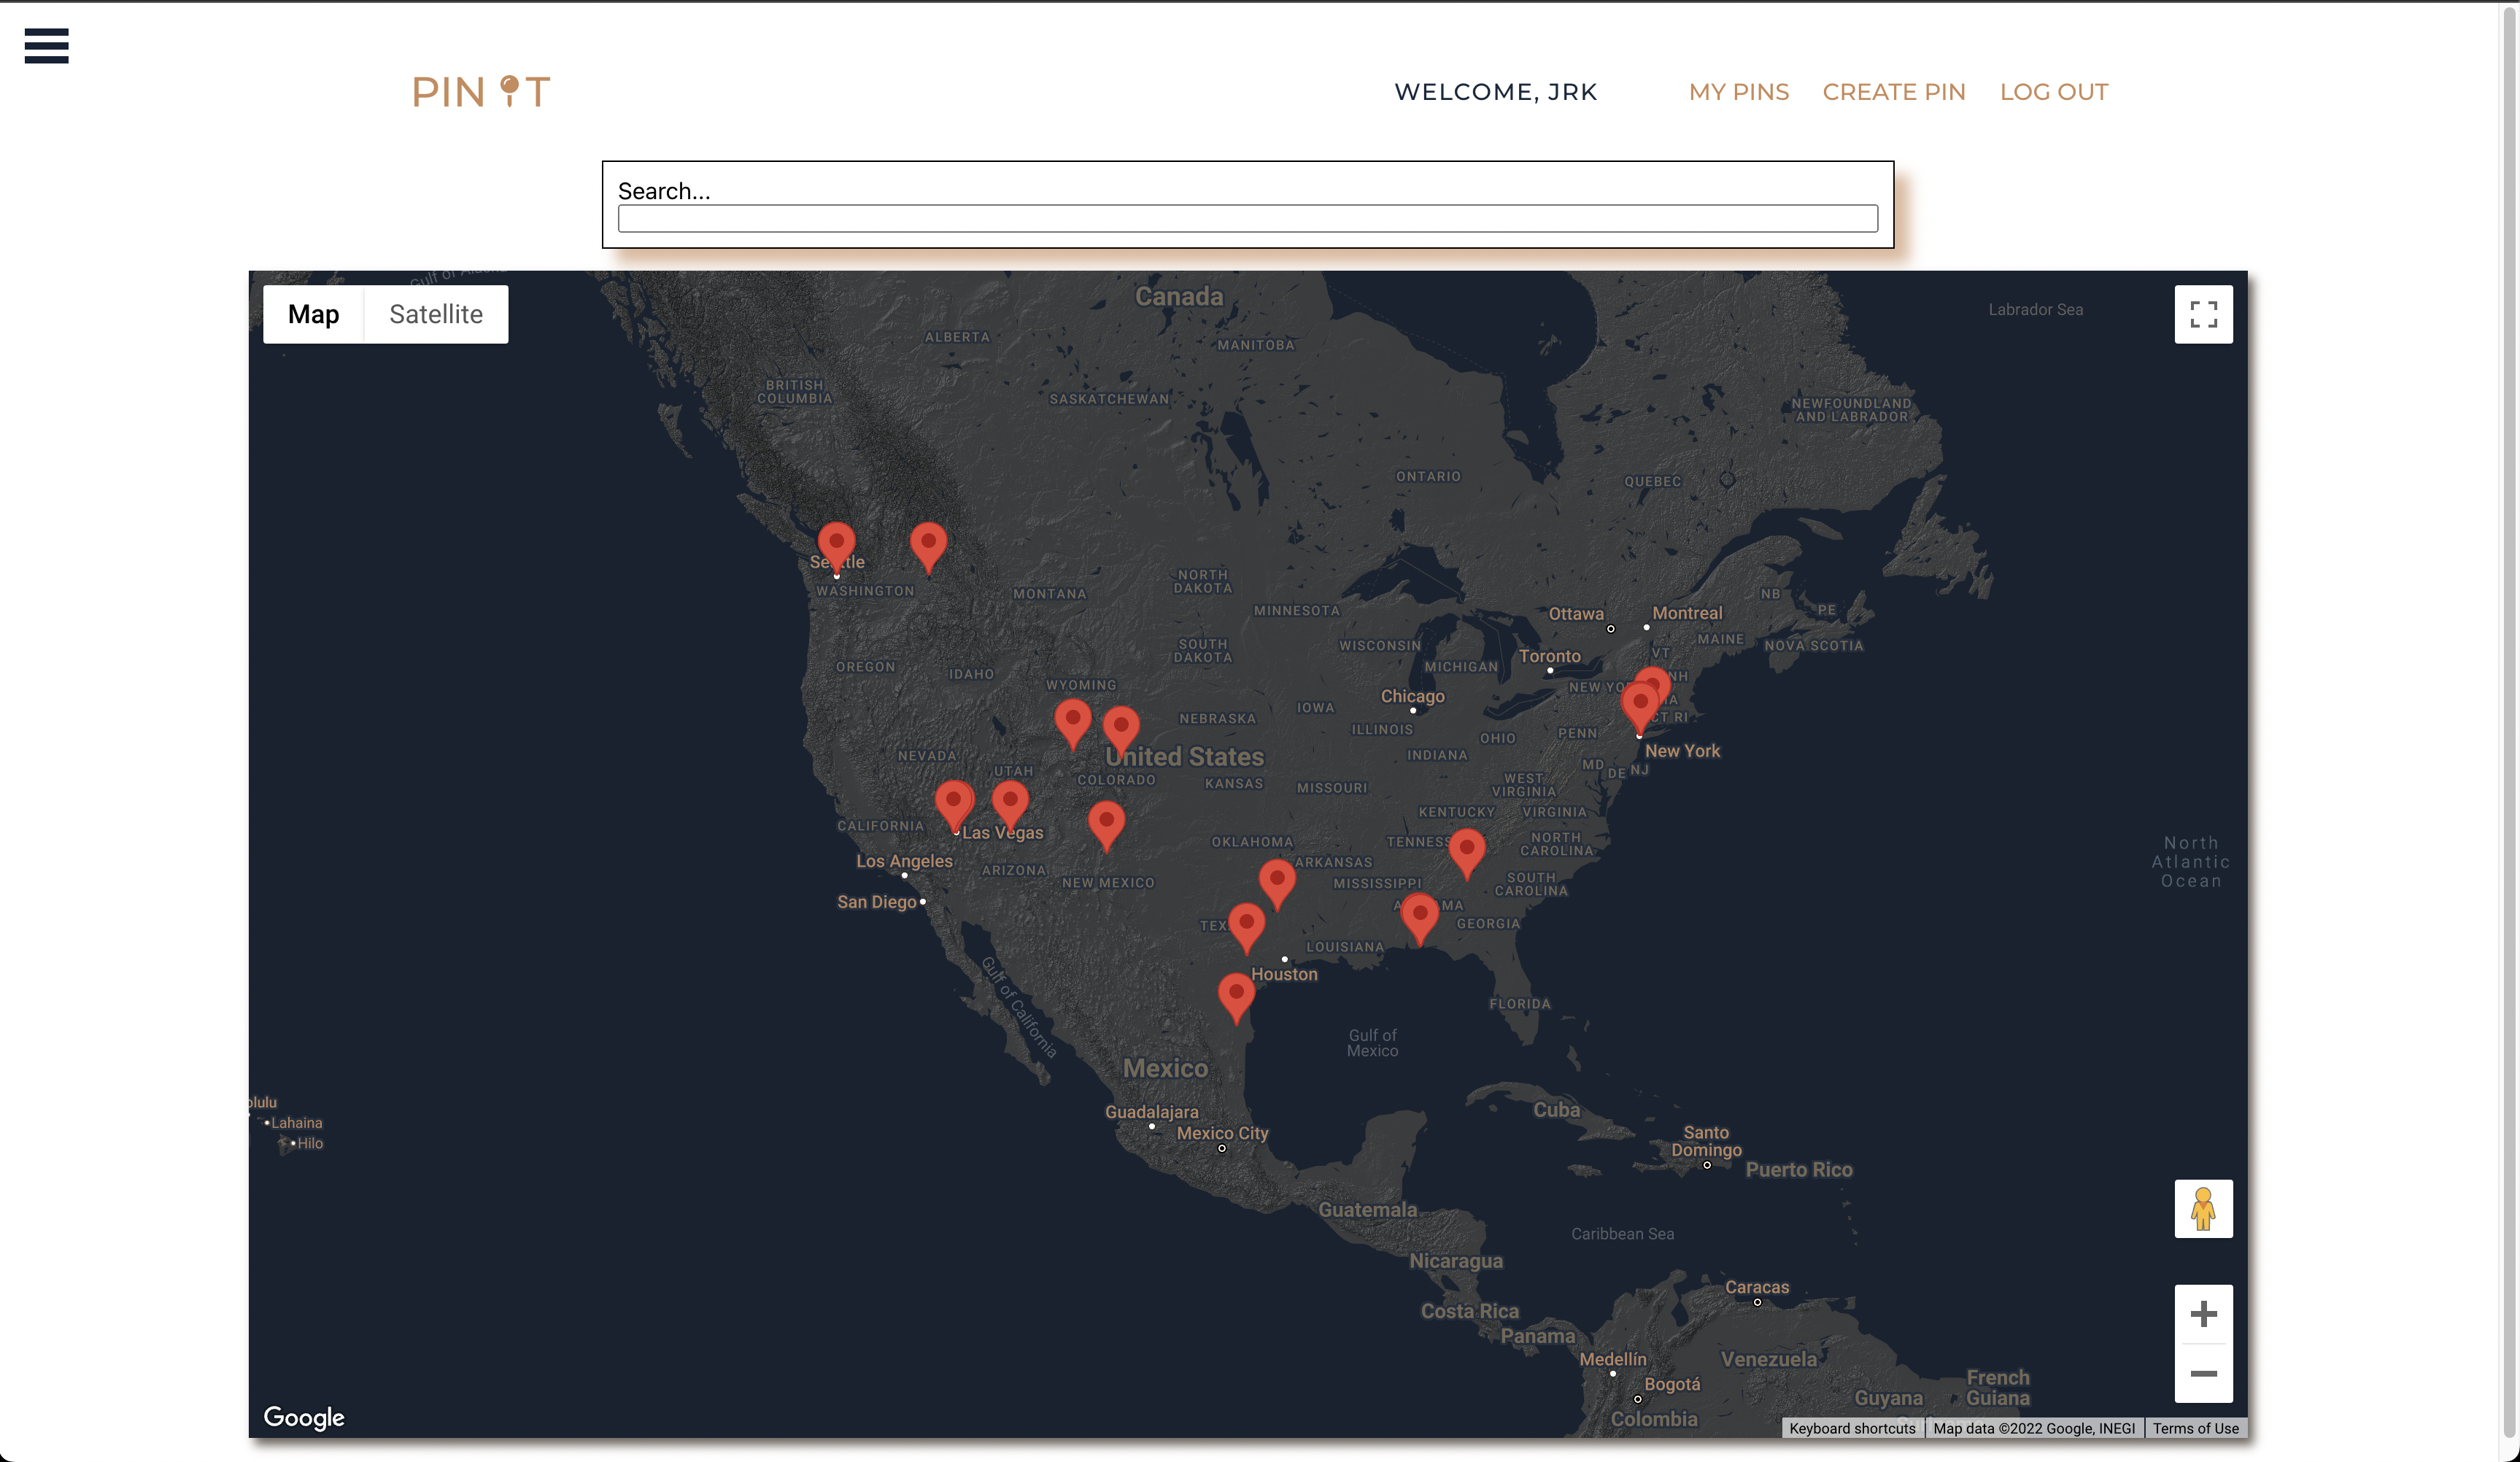 PIN IT
WELCOME, JRK
MY PINS
CREATE PIN
LOG OUT
Search...
Map
Satellite
Gulf of
Canada
Labrador Sea
ALBERTA
MANITOBA
BRITISH
COLUMBIA
SASKATCHEWAN
NEWFOUNDLAND
AND LABRADOR
ONTARIO
QUEBEC
Seattle
WASHINGTON
MONTANA
NORTH
DAKOTA
MINNESOTA
Ottawa
Montreal
NB
PE
MAINE
NOVA SCOTIA
VT
SOUTH
DAKOTA
WISCONSIN
MICHIGAN
Toronto
OREGON
IDAHO
WYOMING
NEW YO
NH
MA
CT RI
Chicago
IOWA
NEBRASKA
ILLINOIS
OHIO
PENN
INDIANA
New York
NEVADA
United States
UTAH
COLORADO
KANSAS
MISSOURI
MD
DE
NJ
WEST
VIRGINIA
KENTUCKY
VIRGINIA
CALIFORNIA
Las Vegas
OKLAHOMA
TENNESS
NORTH
CAROLINA
Los Angeles
ARIZONA
NEW MEXICO
ARKANSAS
MISSISSIPPI
SOUTH
CAROLINA
San Diego
A
MA
GEORGIA
TEX
LOUISIANA
Houston
North
Atlantic
Ocean
Gulf of California
FLORIDA
Gulf of
Mexico
Mexico
olulu
Lahaina
Hilo
Guadalajara
Mexico City
Cuba
Santo
Domingo
Puerto Rico
Guatemala
Caribbean Sea
Nicaragua
Caracas
Costa Rica
Panama
Medellín
Venezuela
Bogotá
Guyana
French
Guiana
Colombia
Google
Keyboard shortcuts
Map data ©2022 Google, INEGI
Terms of Use